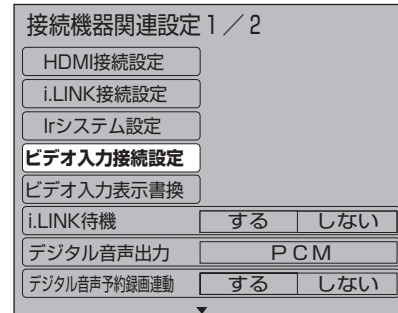 接続機器関連設定1／2
HDMI接続設定
i.LINK接続設定
Irシステム設定
ビデオ入力接続設定
ビデオ入力表示書換
i.LINK待機 する しない
デジタル音声出力 PCM
デジタル音声予約録画連動 する しない